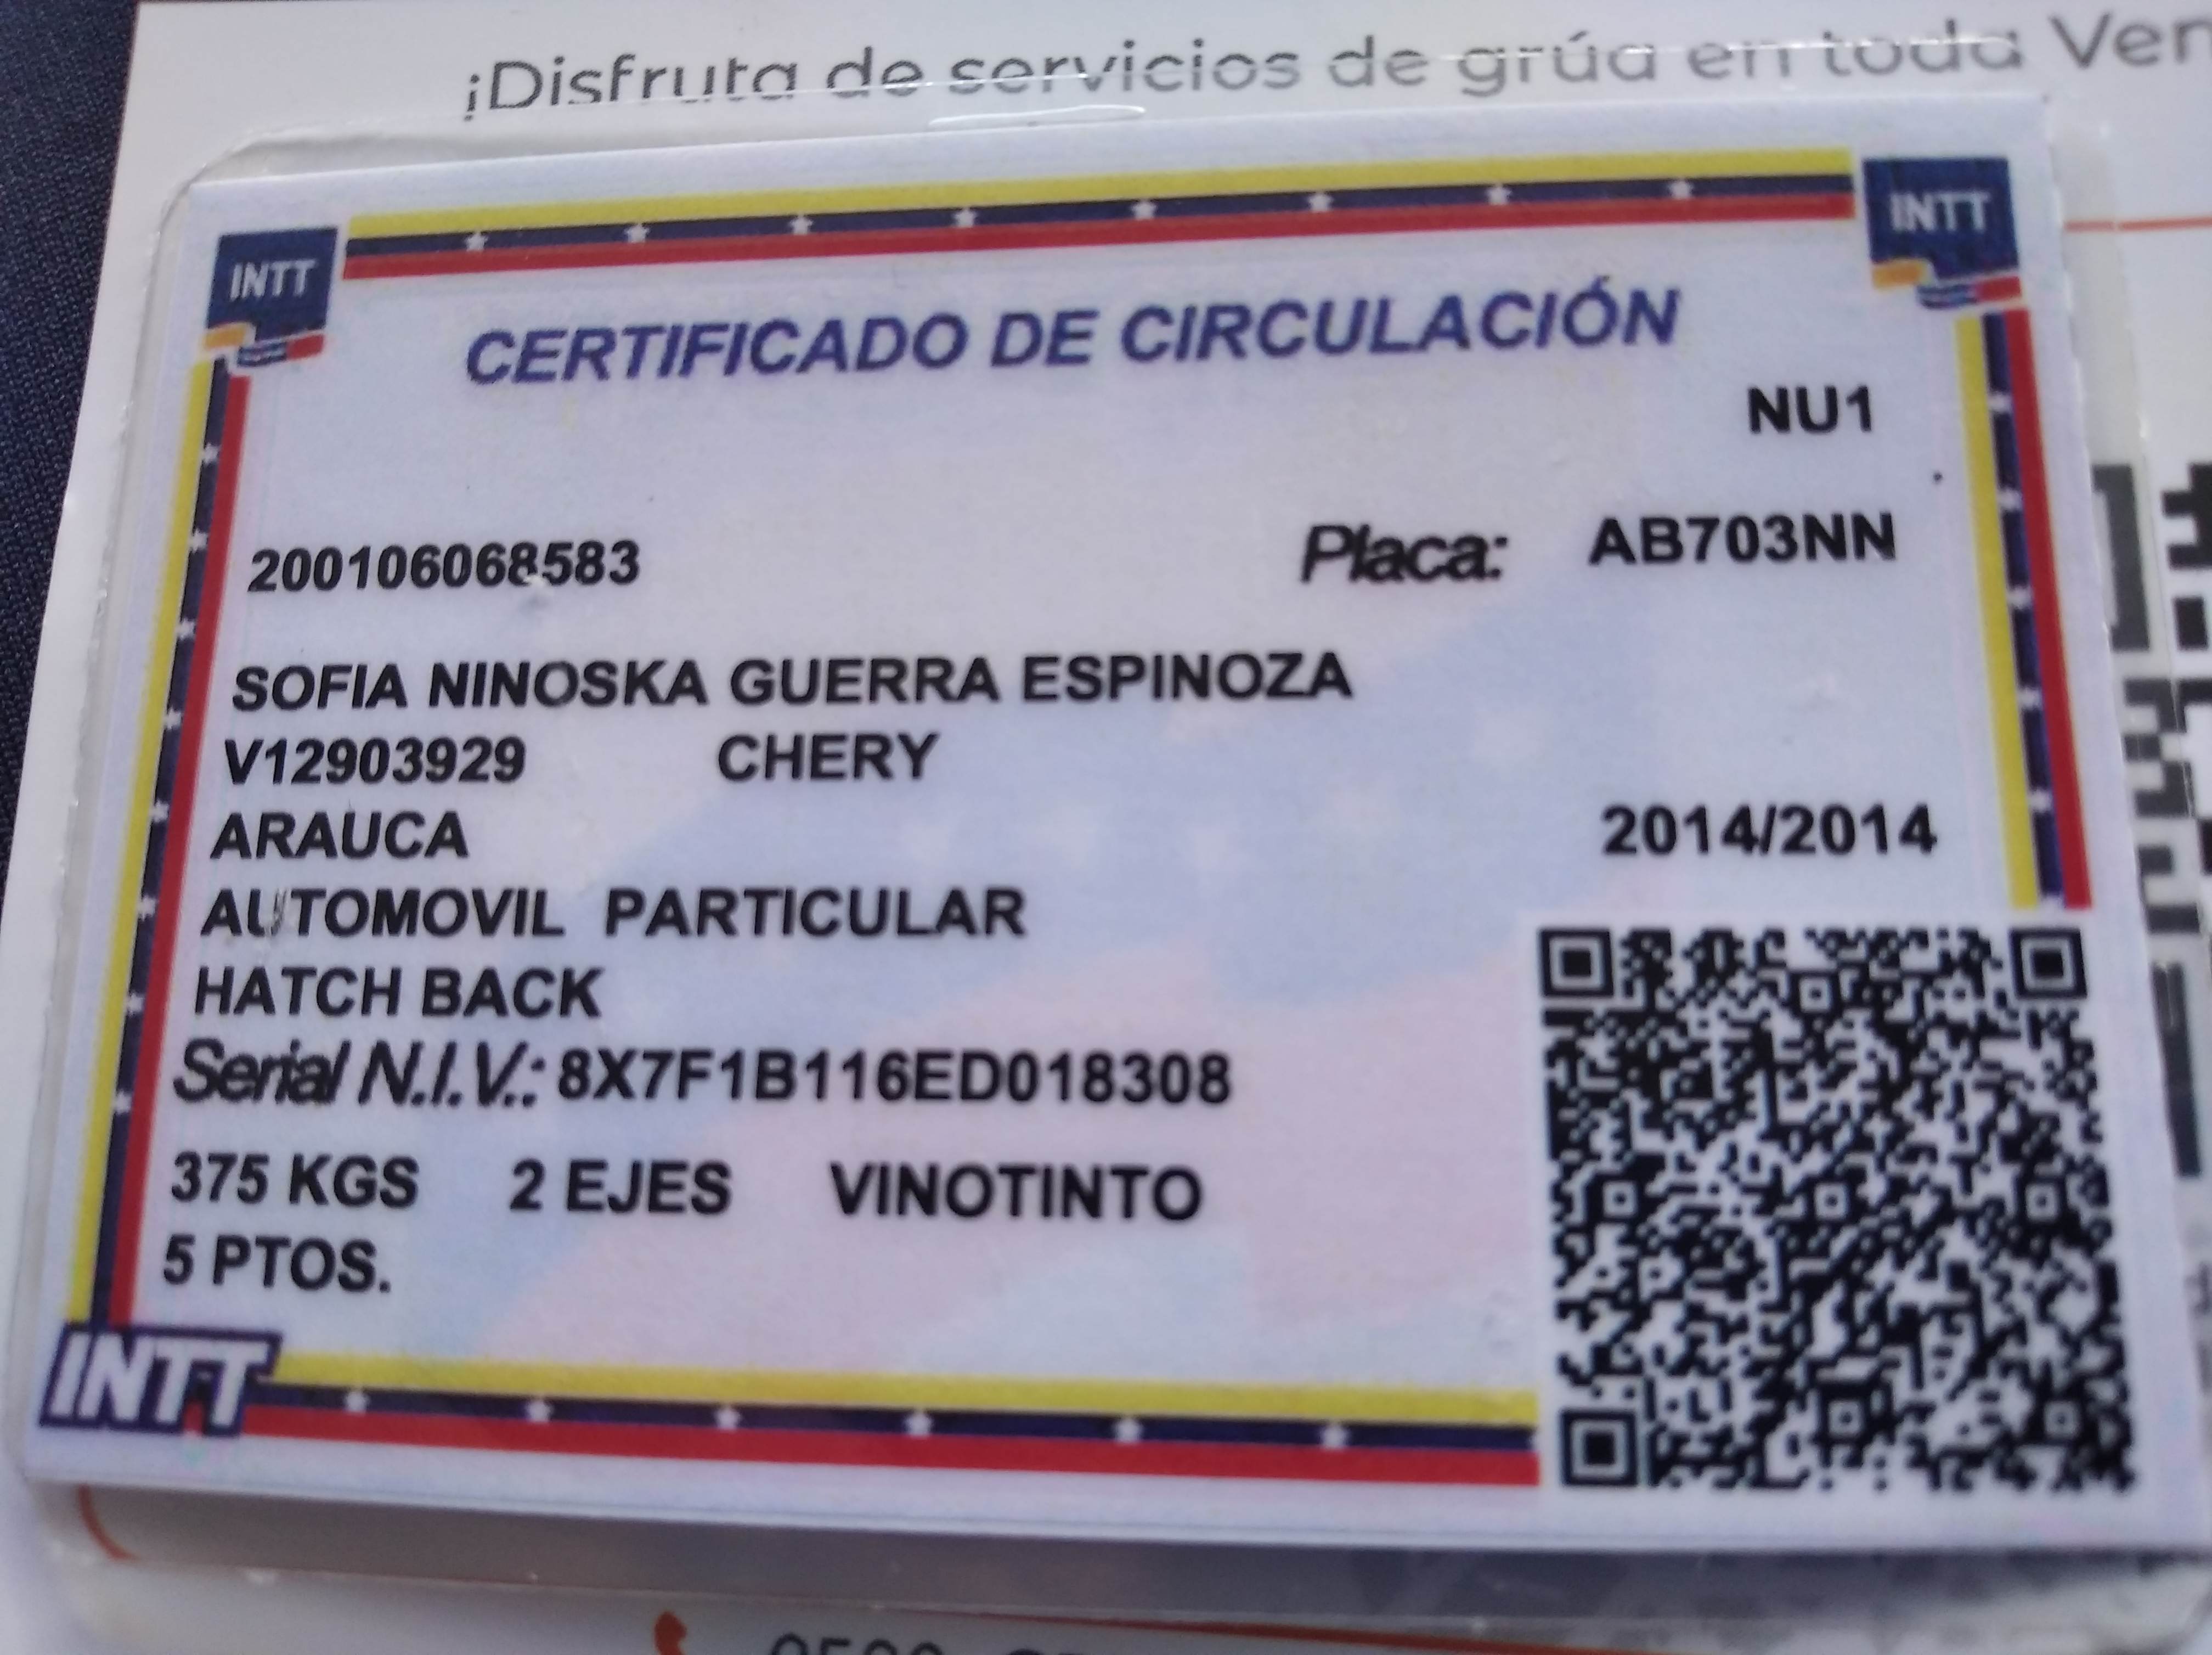 ¡Disfruta de servicios de grúa en toda Ven
INTT
INTT
CERTIFICADO DE CIRCULACIÓN
NU1
200106068583 Placa: AB703NN
SOFIA NINOSKA GUERRA ESPINOZA
V12903929 CHERY
ARAUCA 2014/2014
AUTOMOVIL PARTICULAR
HATCH BACK
Serial N.I.V.: 8X7F1B116ED018308
375 KGS 2 EJES VINOTINTO
5 PTOS.
INTT